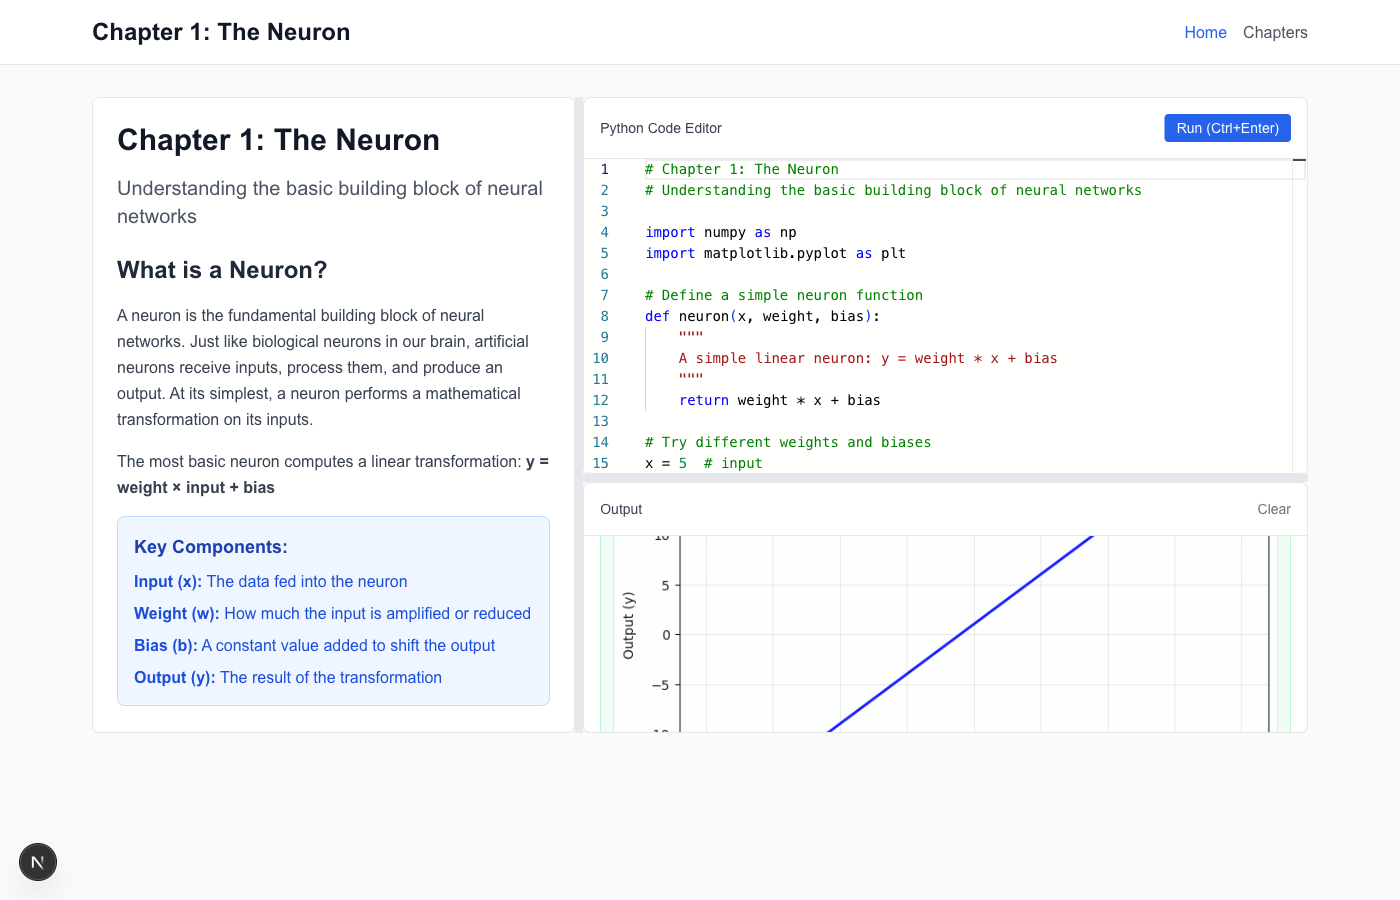 Chapter 1: The Neuron
Home
Chapters
Chapter 1: The Neuron
Understanding the basic building block of neural
networks
What is a Neuron?
A neuron is the fundamental building block of neural
networks. Just like biological neurons in our brain, artificial
neurons receive inputs, process them, and produce an
output. At its simplest, a neuron performs a mathematical
transformation on its inputs.
The most basic neuron computes a linear transformation: y =
weight × input + bias
Key Components:
Input (x): The data fed into the neuron
Weight (w): How much the input is amplified or reduced
Bias (b): A constant value added to shift the output
Output (y): The result of the transformation
Python Code Editor
Run (Ctrl+Enter)
1 # Chapter 1: The Neuron
2 # Understanding the basic building block of neural networks
3
4 import numpy as np
5 import matplotlib.pyplot as plt
6
7 # Define a simple neuron function
8 def neuron(x, weight, bias):
9     """
10     A simple linear neuron: y = weight * x + bias
11     """
12     return weight * x + bias
13
14 # Try different weights and biases
15 x = 5  # input
Output
Clear
10
5
0
−5
Output (y)
N